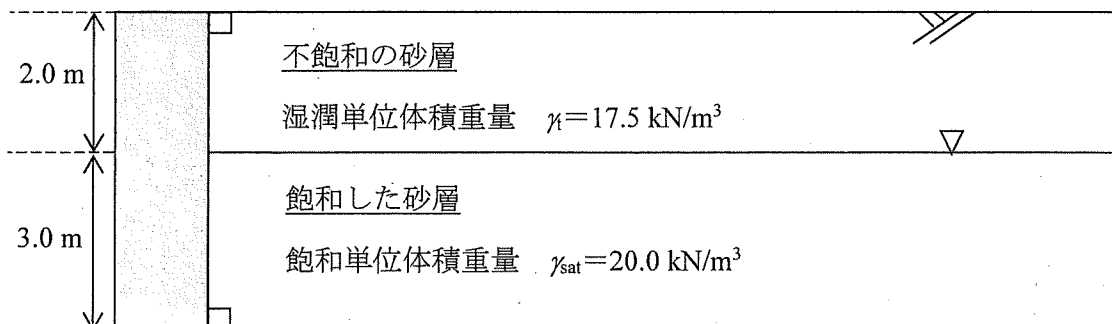 2.0 m
不飽和の砂層
湿潤単位体積重量 γt=17.5 kN/m³
3.0 m
飽和した砂層
飽和単位体積重量 γsat=20.0 kN/m³